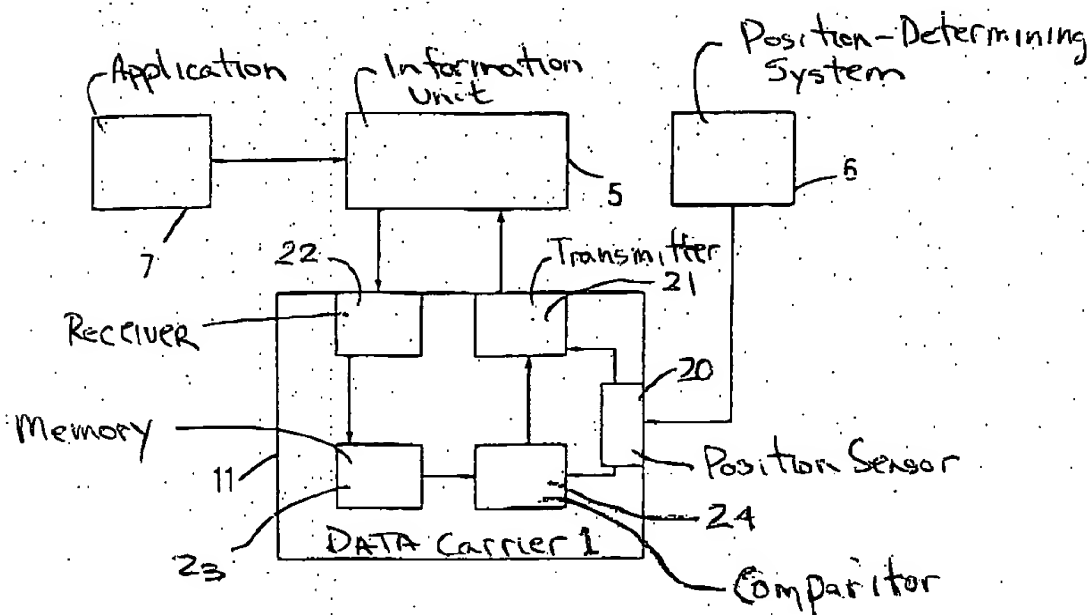 Application
Information
unit
Position-Determining
System
5
6
7
22
Transmitter
21
Receiver
20
Memory
Position Sensor
11
24
DATA Carrier 1
23
Comparitor